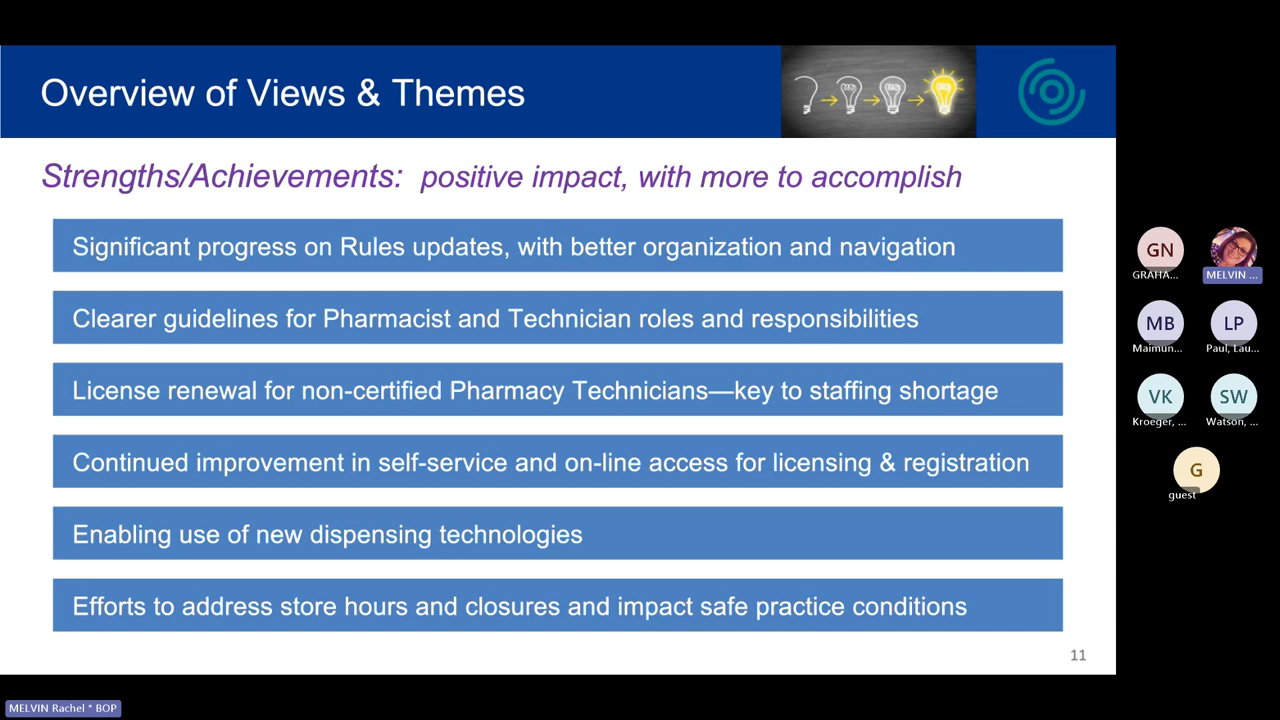 Overview of Views & Themes
Strengths/Achievements: positive impact, with more to accomplish
Significant progress on Rules updates, with better organization and navigation
Clearer guidelines for Pharmacist and Technician roles and responsibilities
License renewal for non-certified Pharmacy Technicians—key to staffing shortage
Continued improvement in self-service and on-line access for licensing & registration
Enabling use of new dispensing technologies
Efforts to address store hours and closures and impact safe practice conditions
11
GN
GRAHA...
MELVIN ...
MB
Maimun...
LP
Paul, Lau...
VK
Kroeger, ...
SW
Watson, ...
G
guest
MELVIN Rachel * BOP